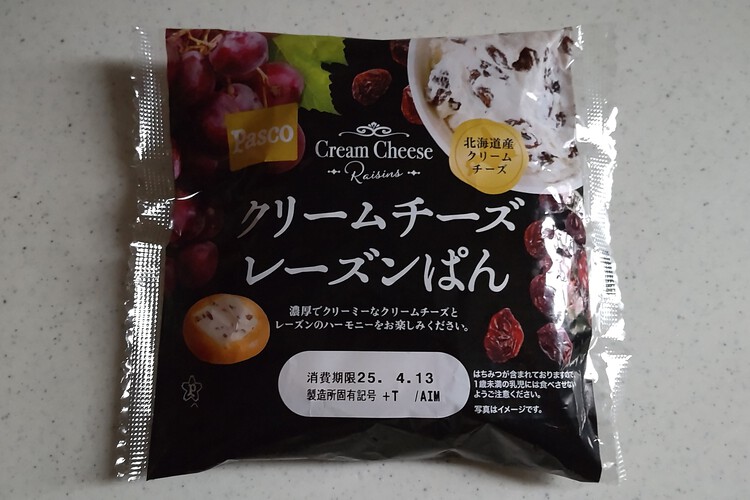 Pasco
Cream Cheese
Raisins
北海道産
クリーム
チーズ
クリームチーズ
レーズンぱん
濃厚でクリーミーなクリームチーズと
レーズンのハーモニーをお楽しみください。
消費期限25. 4.13
製造所固有記号 +T /AIM
はちみつが含まれておりますので、
1歳未満の乳児には食べさせない
ようご注意ください。
写真はイメージです。